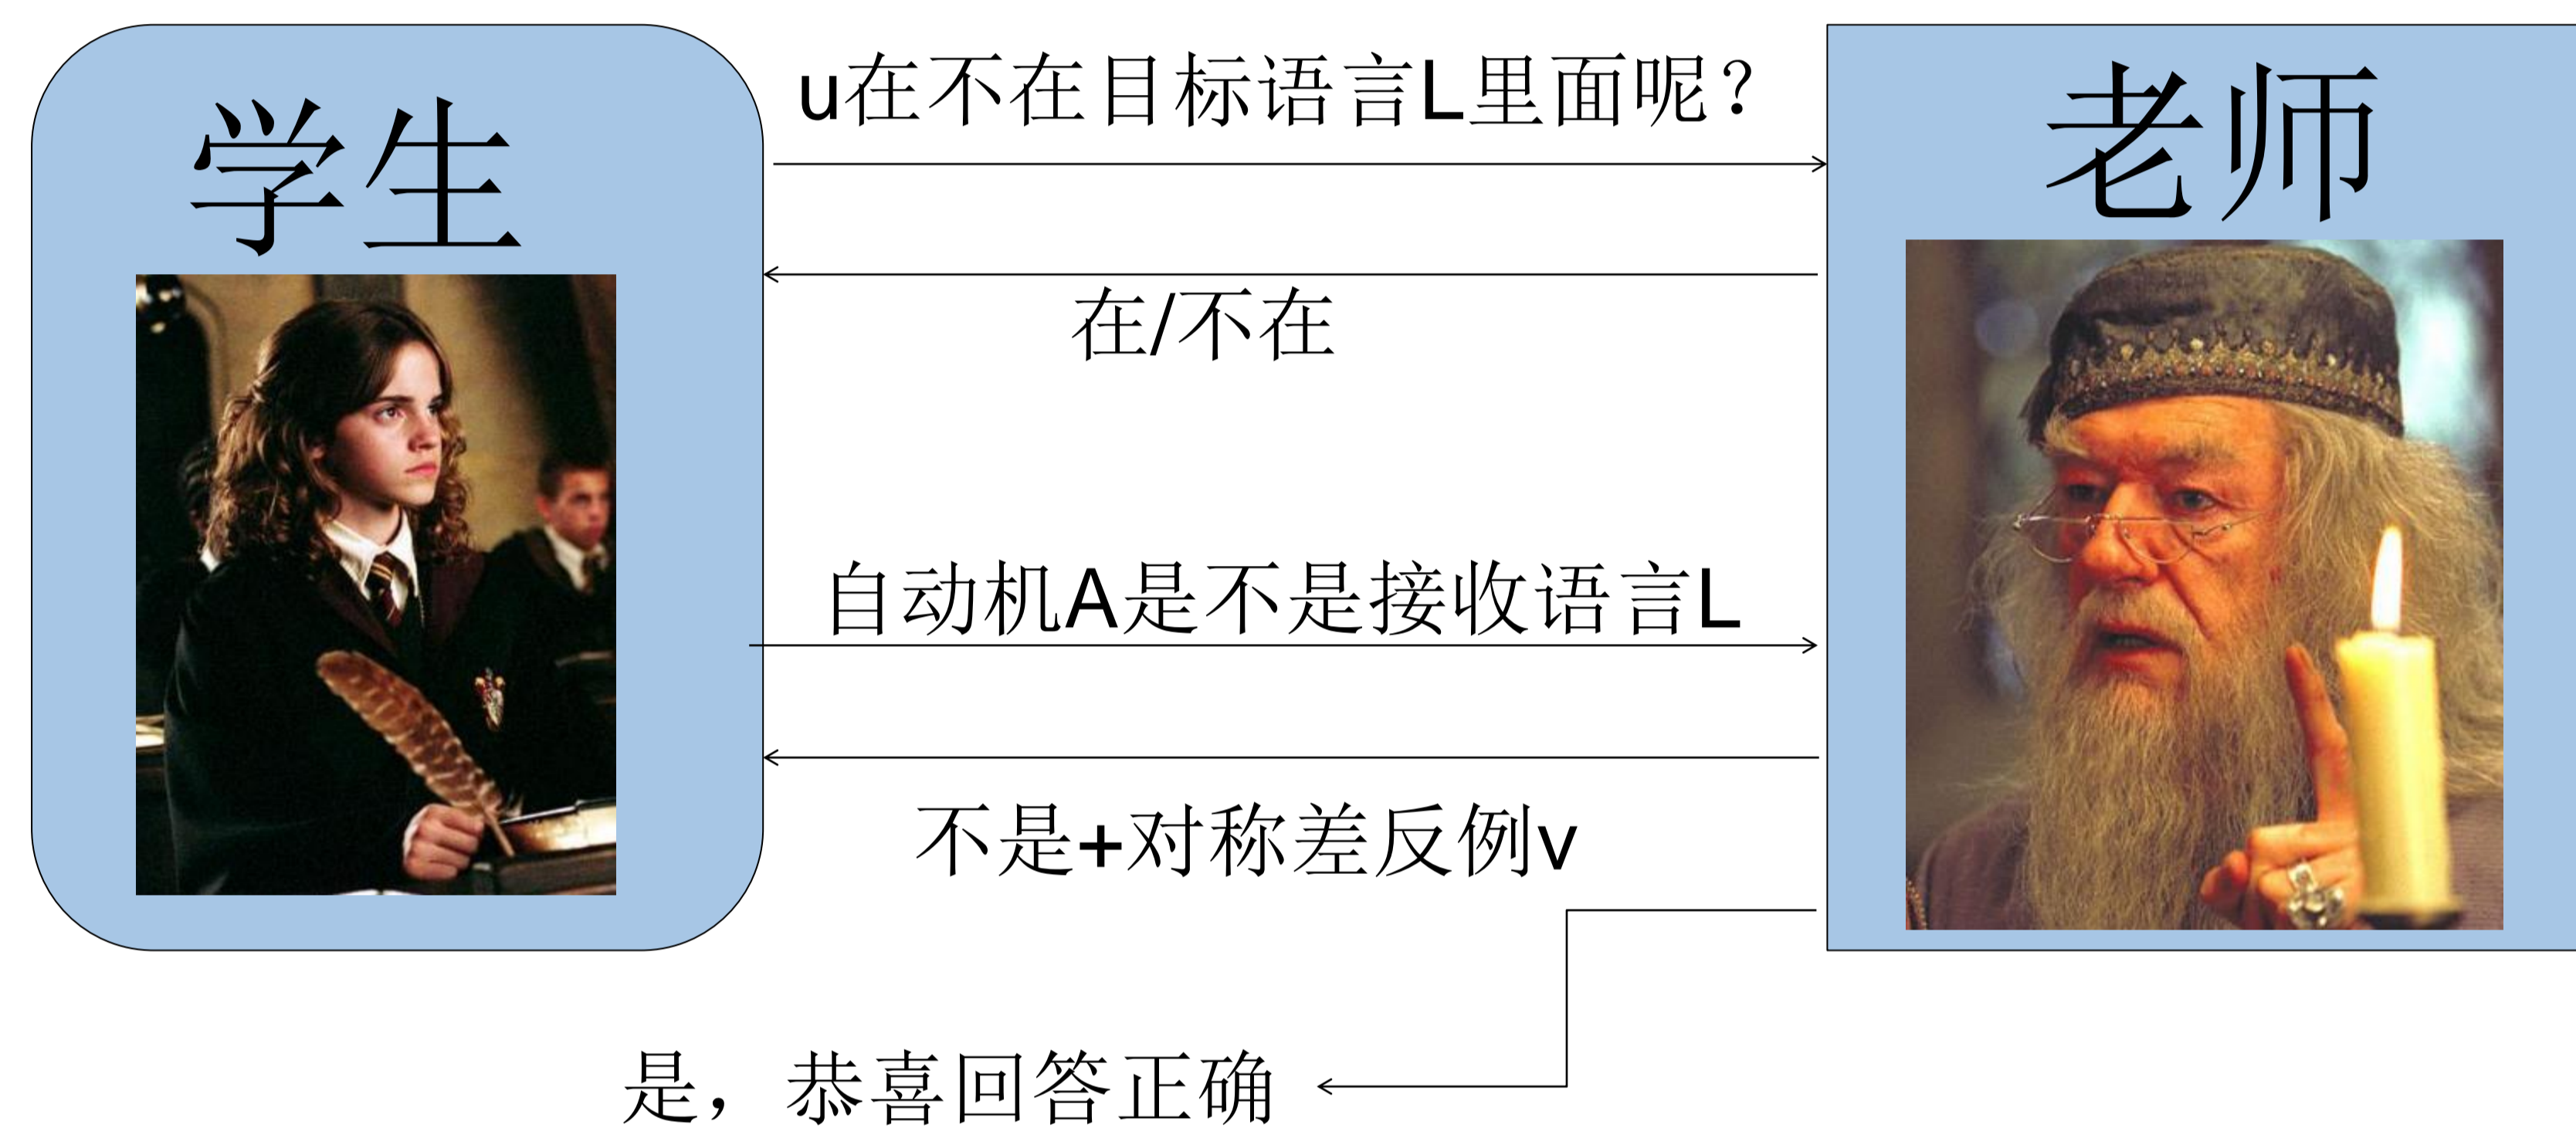 学生
u在不在目标语言L里面呢?
老师
在/不在
自动机A是不是接收语言L
不是+对称差反例v
是，恭喜回答正确